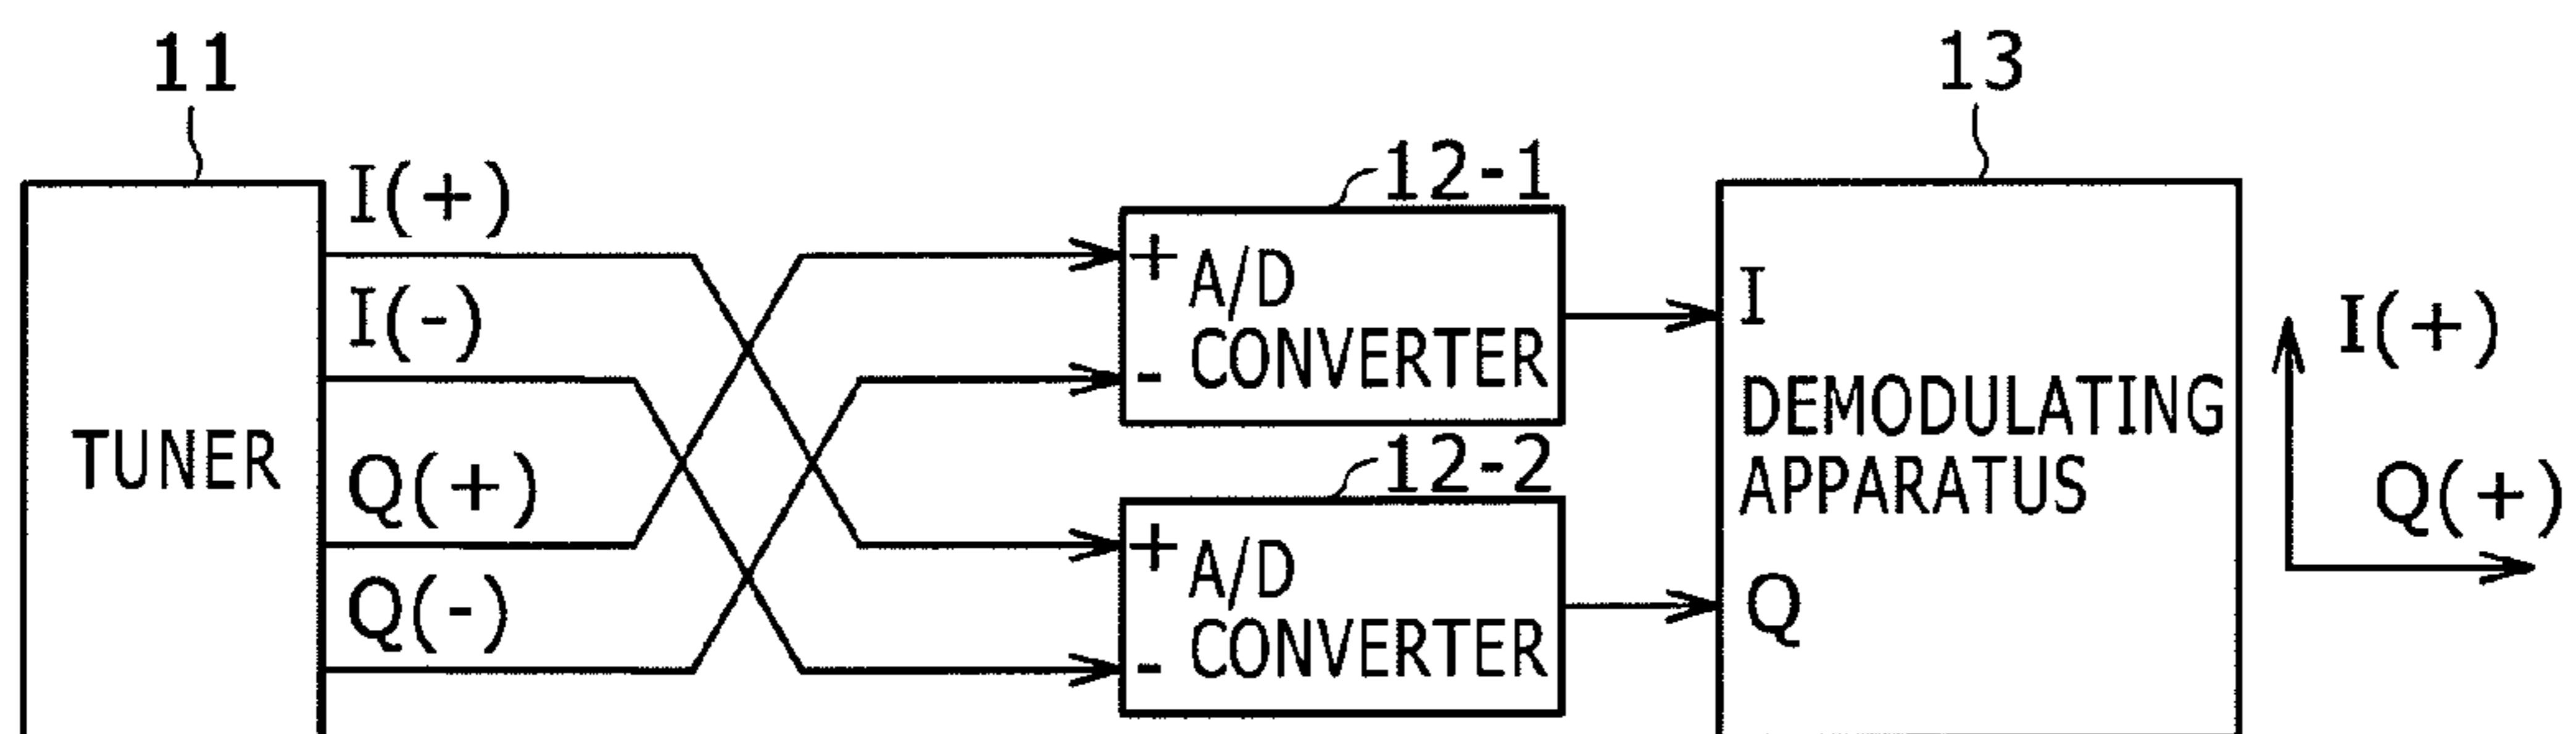 11
TUNER
I(+)
I(-)
Q(+)
Q(-)
12-1
+
-
A/D
CONVERTER
12-2
+
-
A/D
CONVERTER
13
I
DEMODULATING
APPARATUS
Q
I(+)
Q(+)